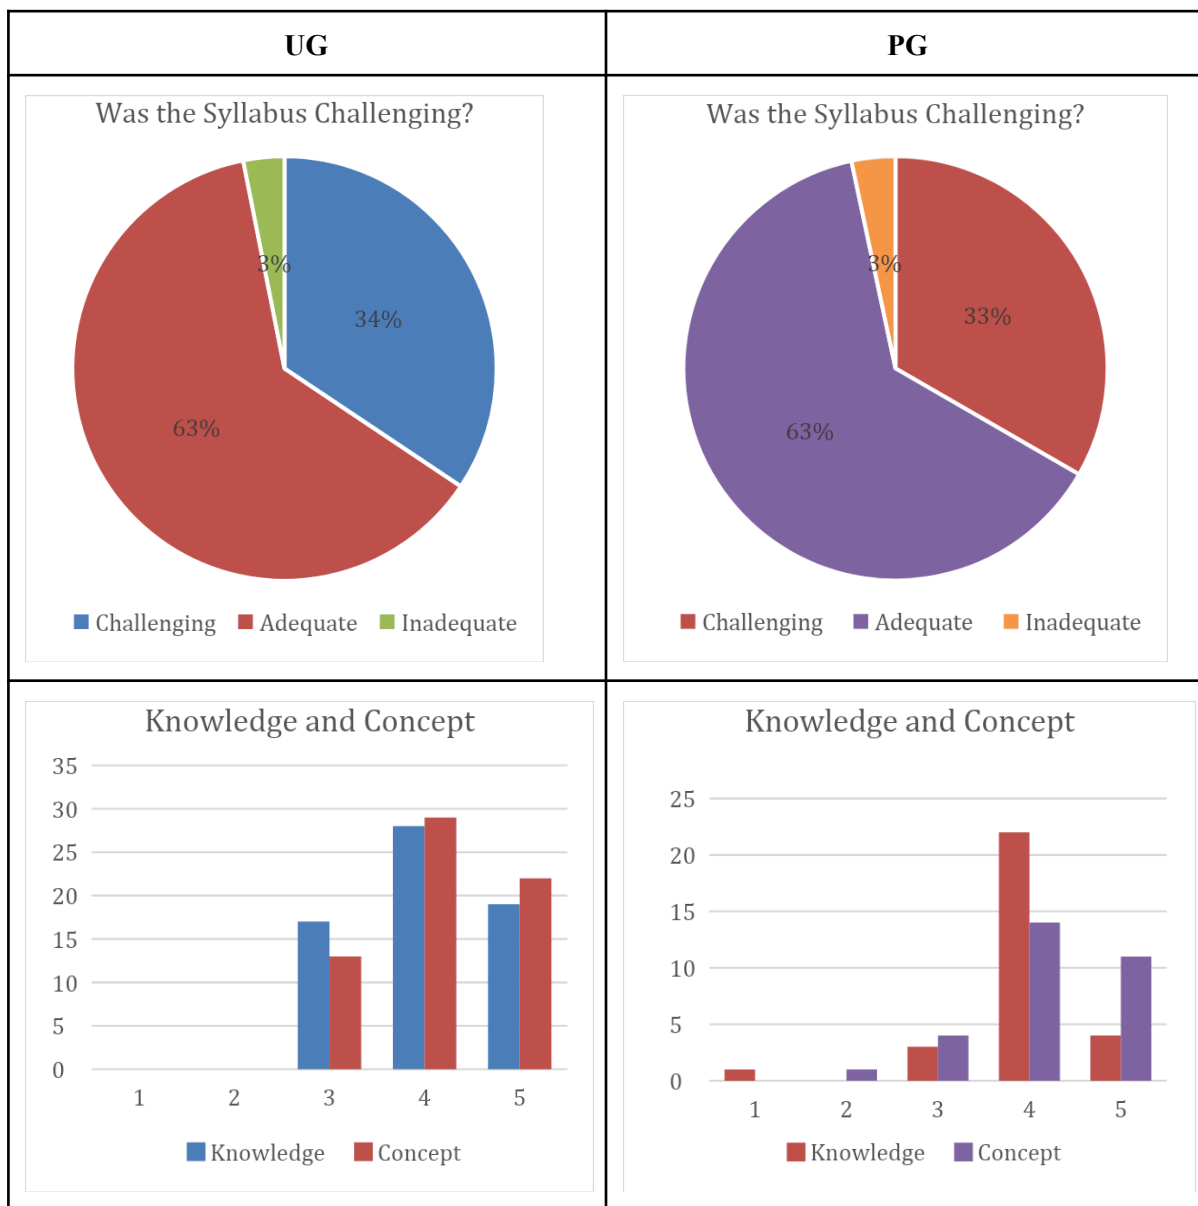 UG
PG
Was the Syllabus Challenging?
3%
34%
63%
Challenging Adequate Inadequate
Was the Syllabus Challenging?
3%
33%
63%
Challenging Adequate Inadequate
Knowledge and Concept
35
30
25
20
15
10
5
0
1 2 3 4 5
Knowledge Concept
Knowledge and Concept
25
20
15
10
5
0
1 2 3 4 5
Knowledge Concept